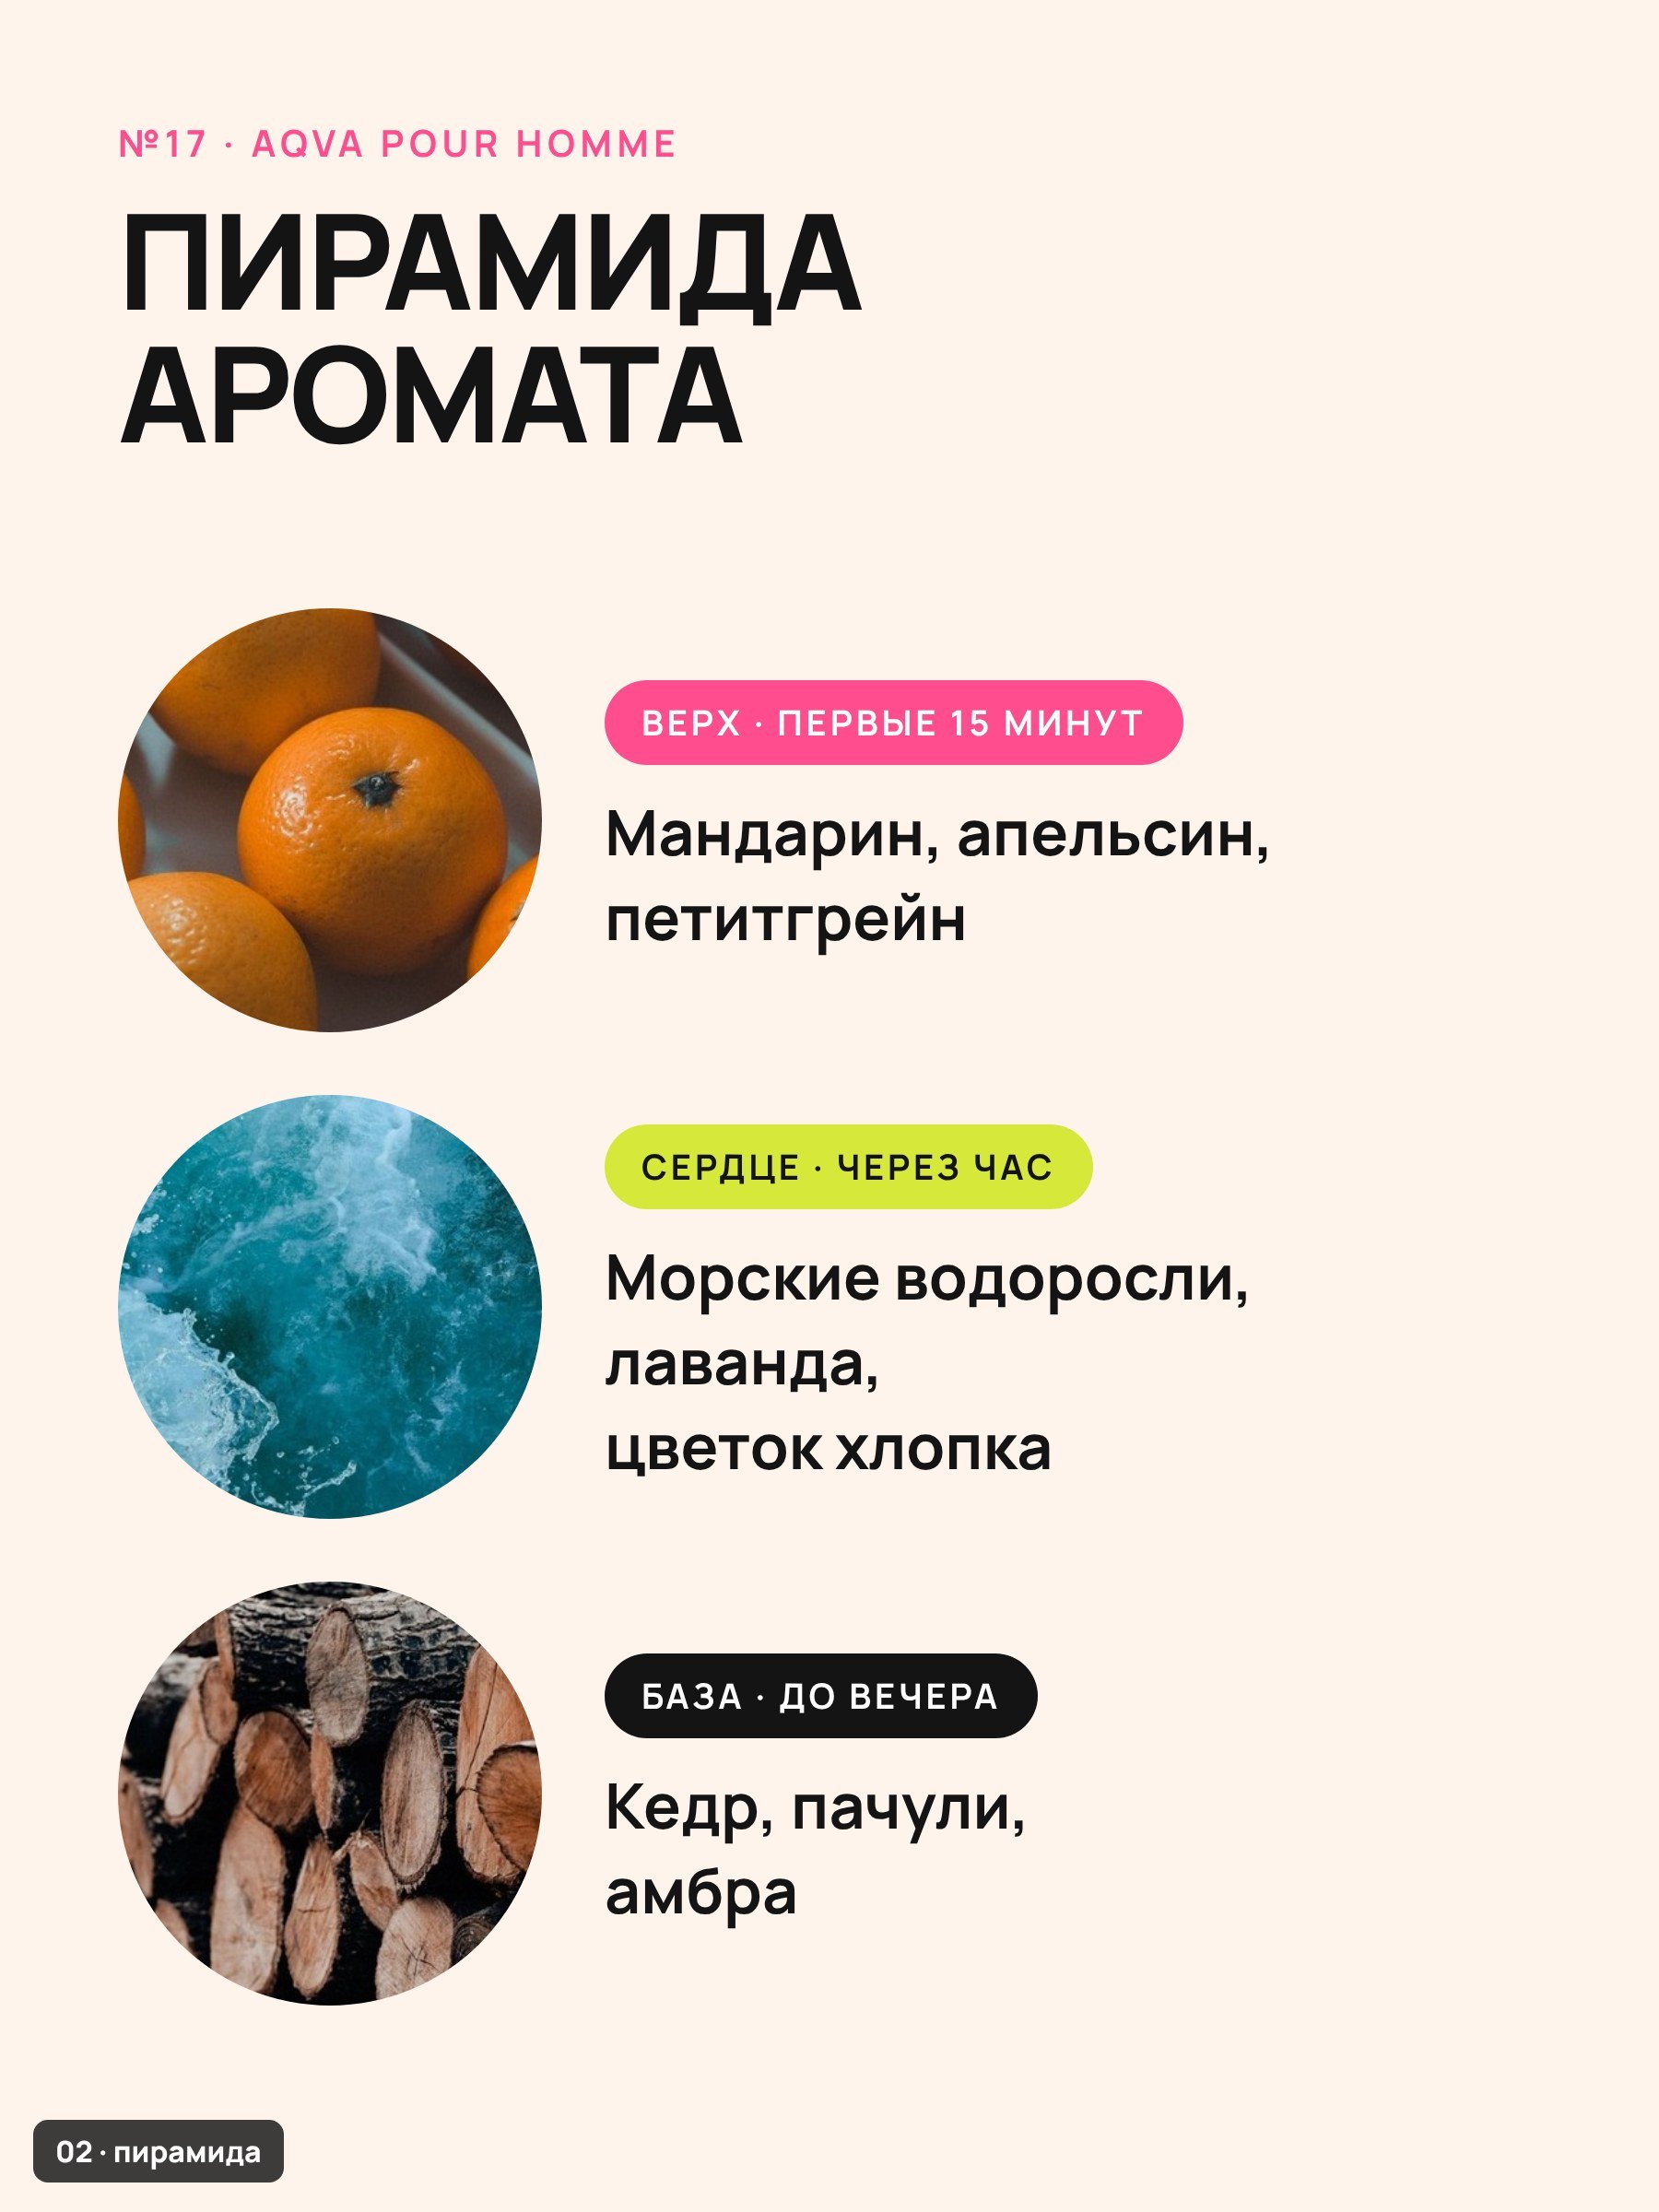 №17 · AQVA POUR HOMME
ПИРАМИДА
АРОМАТА
ВЕРХ · ПЕРВЫЕ 15 МИНУТ
Мандарин, апельсин,
петитгрейн
СЕРДЦЕ · ЧЕРЕЗ ЧАС
Морские водоросли,
лаванда,
цветок хлопка
БАЗА · ДО ВЕЧЕРА
Кедр, пачули,
амбра
02 · пирамида